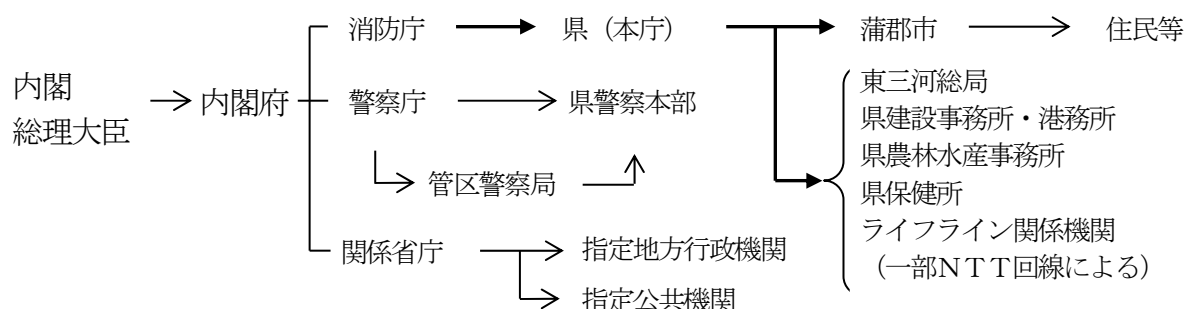 消防庁
県（本庁）
蒲郡市
住民等
内閣
総理大臣
内閣府
警察庁
県警察本部
管区警察局
関係省庁
指定地方行政機関
指定公共機関
東三河総局
県建設事務所・港務所
県農林水産事務所
県保健所
ライフライン関係機関
（一部ＮＴＴ回線による）